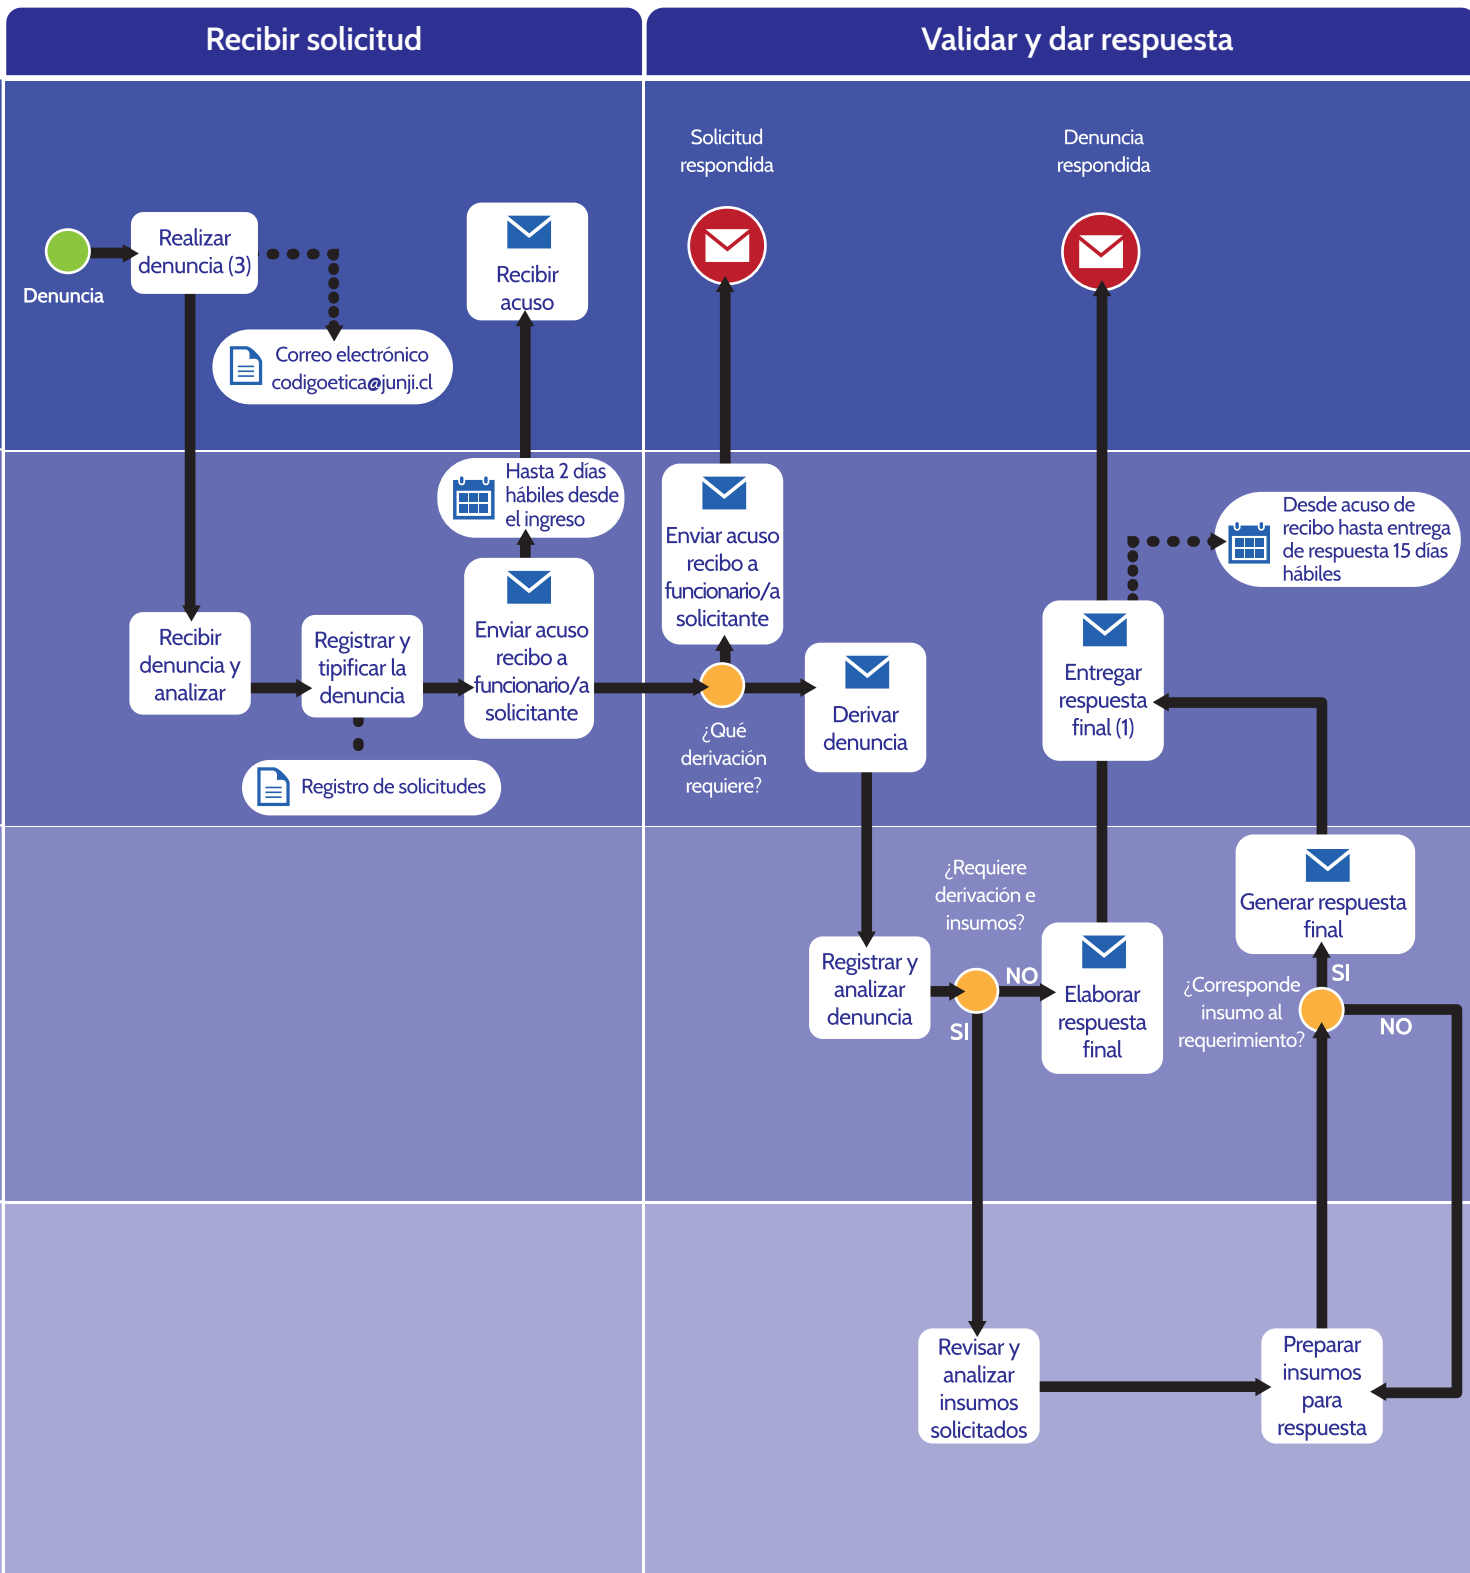 Recibir solicitud
Validar y dar respuesta
Solicitud
respondida
Denuncia
respondida
Realizar
denuncia (3)
Denuncia
Recibir
acuso
Correo electrónico
codigoetica@junji.cl
Hasta 2 días
hábiles desde
el ingreso
Enviar acuso
recibo a
funcionario/a
solicitante
Desde acuso de
recibo hasta entrega
de respuesta 15 días
hábiles
Recibir
denuncia y
analizar
Registrar y
tipificar la
denuncia
Enviar acuso
recibo a
funcionario/a
solicitante
¿Qué
derivación
requiere?
Derivar
denuncia
Entregar
respuesta
final (1)
Registro de solicitudes
¿Requiere
derivación e
insumos?
Generar respuesta
final
Registrar y
analizar
denuncia
NO
SI
Elaborar
respuesta
final
¿Corresponde
insumo al
requerimiento?
SI
NO
Revisar y
analizar
insumos
solicitados
Preparar
insumos
para
respuesta